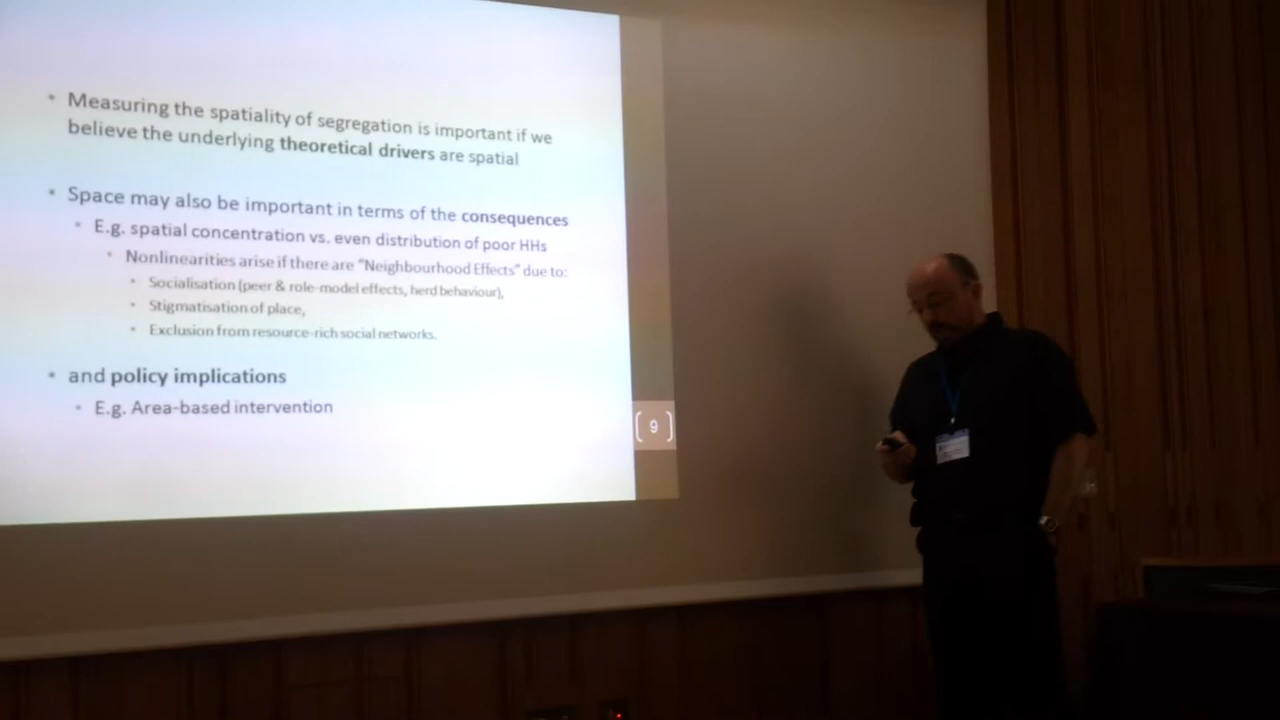 • Measuring the spatiality of segregation is important if we
believe the underlying theoretical drivers are spatial
• Space may also be important in terms of the consequences
• E.g. spatial concentration vs. even distribution of poor HHs
• Nonlinearities arise if there are “Neighbourhood Effects” due to:
• Socialisation (peer & role-model effects, herd behaviour),
• Stigmatisation of place,
• Exclusion from resource-rich social networks.
• and policy implications
• E.g. Area-based intervention
[ 9 ]